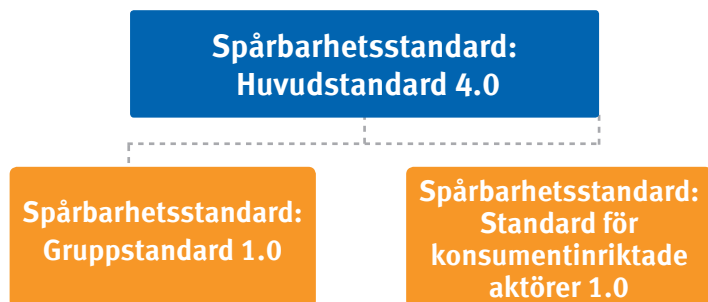 Spårbarhetsstandard:
Huvudstandard 4.0
Spårbarhetsstandard:
Gruppstandard 1.0
Spårbarhetsstandard:
Standard för
konsumentinriktade
aktörer 1.0